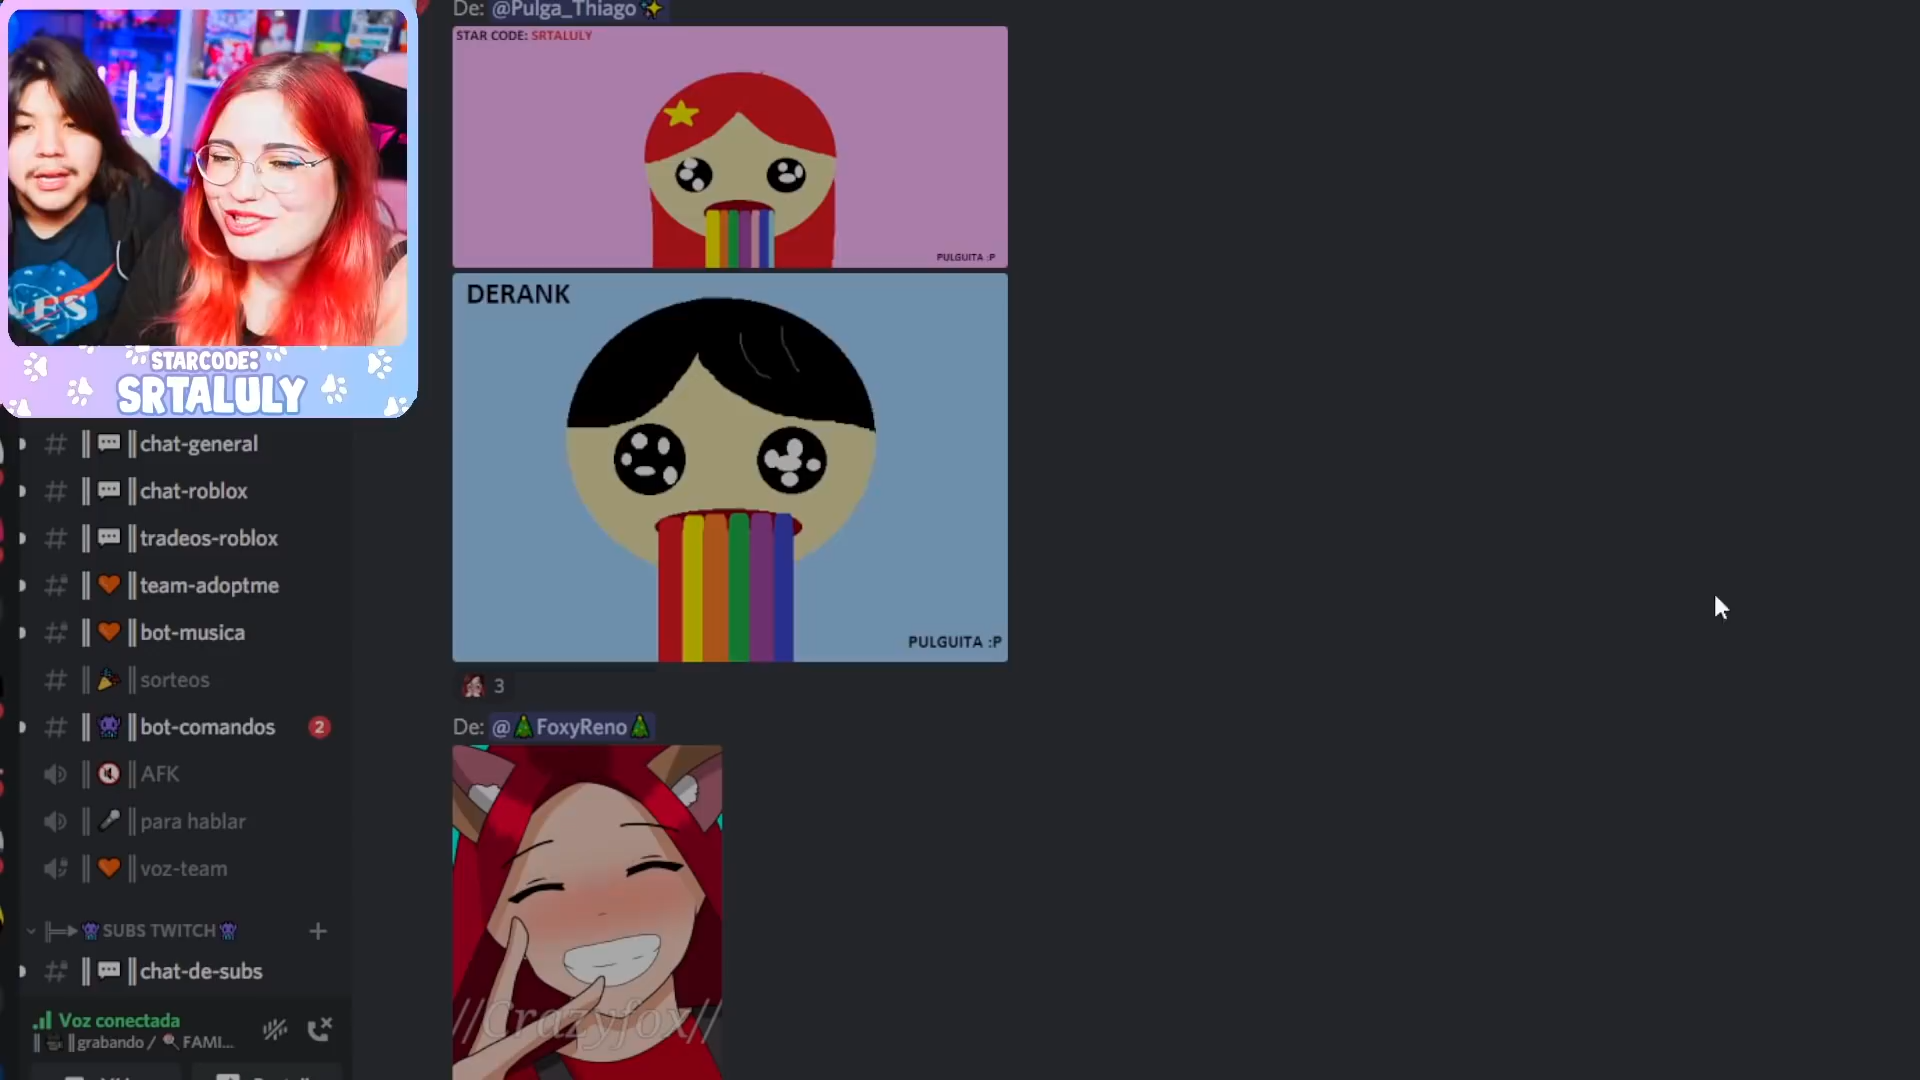 De: @Pulga_Thiago
STAR CODE: SRTALULY
PULGUITA :P
DERANK
PULGUITA :P
3
De: @FoxyReno
//Crazyfox//
STARCODE:
SRTALULY
chat-general
chat-roblox
tradeos-roblox
team-adoptme
bot-musica
sorteos
bot-comandos 2
AFK
para hablar
voz-team
SUBS TWITCH
chat-de-subs
Voz conectada
grabando / FAMI...